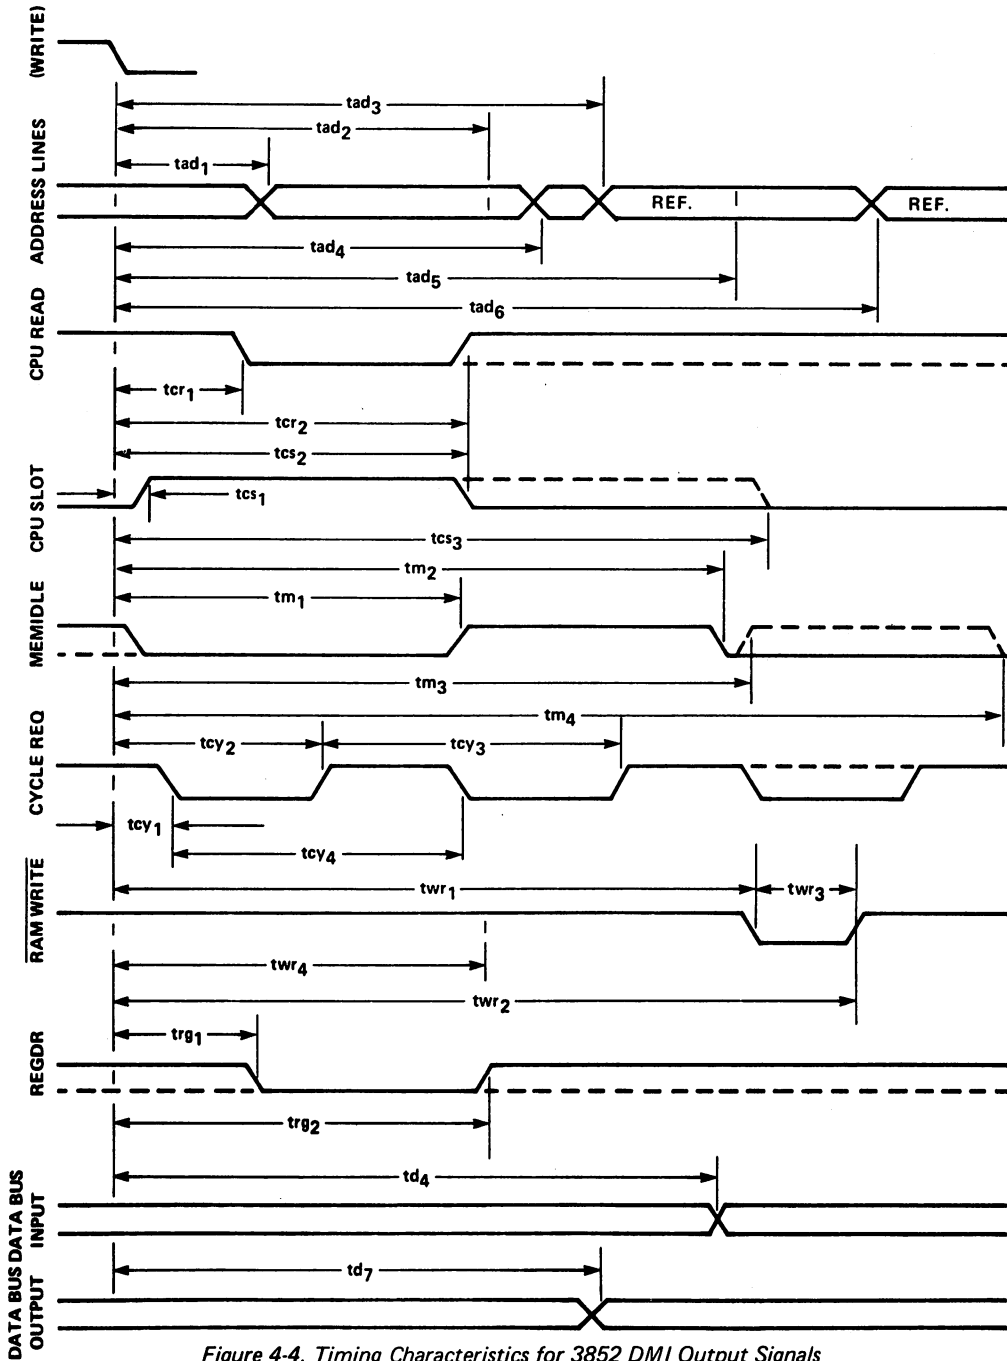 (WRITE)
tad3
tad2
tad1
ADDRESS LINES
REF.
REF.
tad4
tad5
tad6
CPU READ
tcr1
tcr2
tcs2
CPU SLOT
tcs1
tcs3
tm2
tm1
MEMIDLE
tm3
tm4
CYCLE REQ
tcy2
tcy3
tcy1
tcy4
RAM WRITE
twr1
twr3
twr4
twr2
REGDR
trg1
trg2
DATA BUS INPUT
td4
DATA BUS OUTPUT
td7
Figure 4-4. Timing Characteristics for 3852 DMI Output Signals